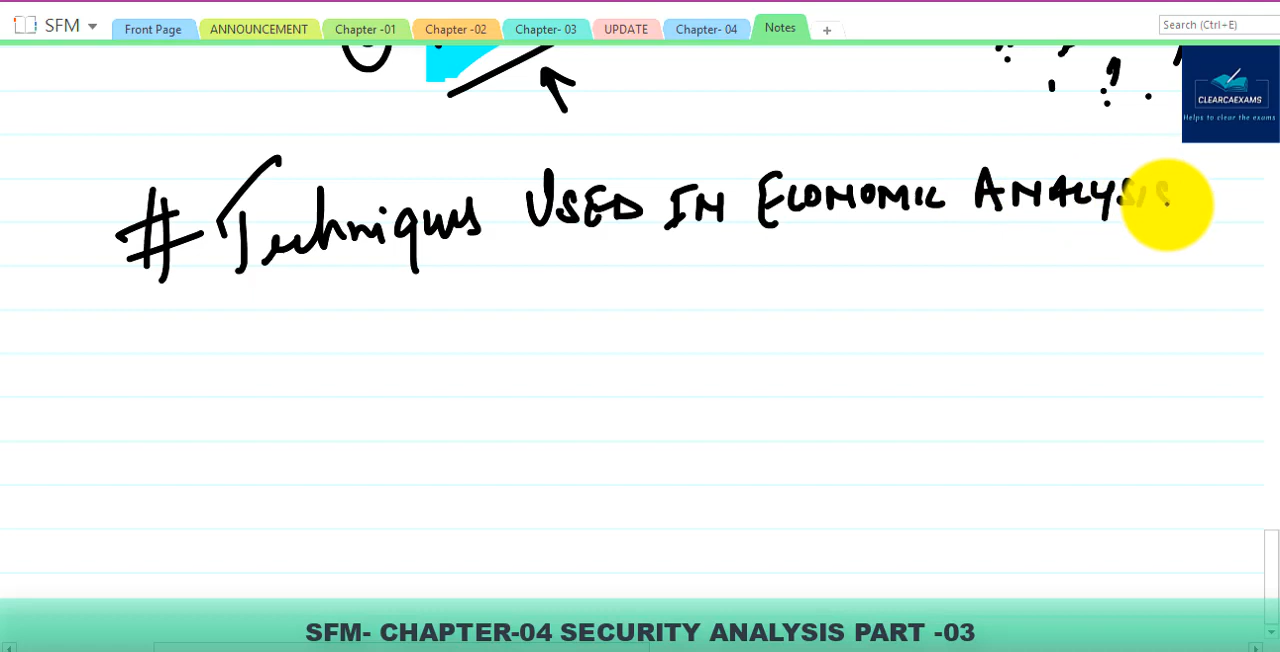 SFM
Front Page
ANNOUNCEMENT
Chapter -01
Chapter -02
Chapter- 03
UPDATE
Chapter- 04
Notes
+
Search (Ctrl+E)
CLEARCAEXAMS
Helps to clear the exams
# Techniques USED IN ECONOMIC ANALYSIS
SFM- CHAPTER-04 SECURITY ANALYSIS PART -03